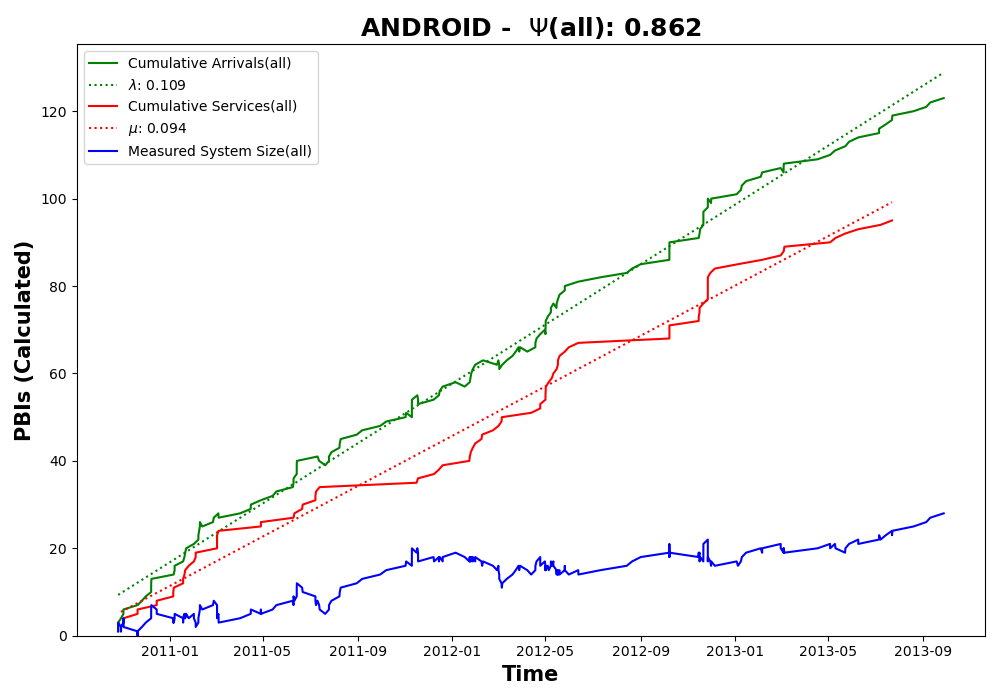 ANDROID - Ψ(all): 0.862
Cumulative Arrivals(all)
λ: 0.109
Cumulative Services(all)
μ: 0.094
Measured System Size(all)
PBIs (Calculated)
120
100
80
60
40
20
0
2011-01 2011-05 2011-09 2012-01 2012-05 2012-09 2013-01 2013-05 2013-09
Time